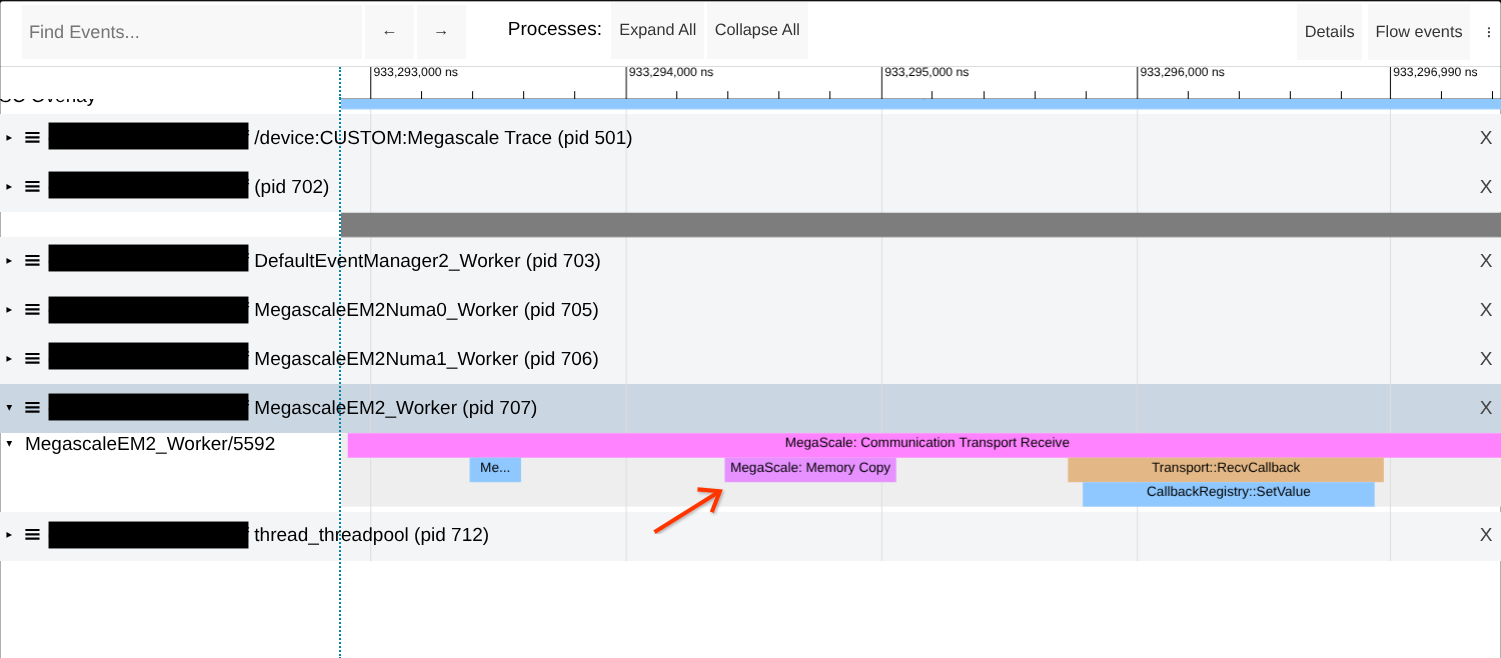 Find Events... ← → Processes: Expand All Collapse All Details Flow events
933,293,000 ns 933,294,000 ns 933,295,000 ns 933,296,000 ns 933,296,990 ns
Overlay
/device:CUSTOM:Megascale Trace (pid 501) X
(pid 702) X
DefaultEventManager2_Worker (pid 703) X
MegascaleEM2Numa0_Worker (pid 705) X
MegascaleEM2Numa1_Worker (pid 706) X
MegascaleEM2_Worker (pid 707) X
MegascaleEM2_Worker/5592 MegaScale: Communication Transport Receive
Me... MegaScale: Memory Copy Transport::RecvCallback
CallbackRegistry::SetValue
thread_threadpool (pid 712) X